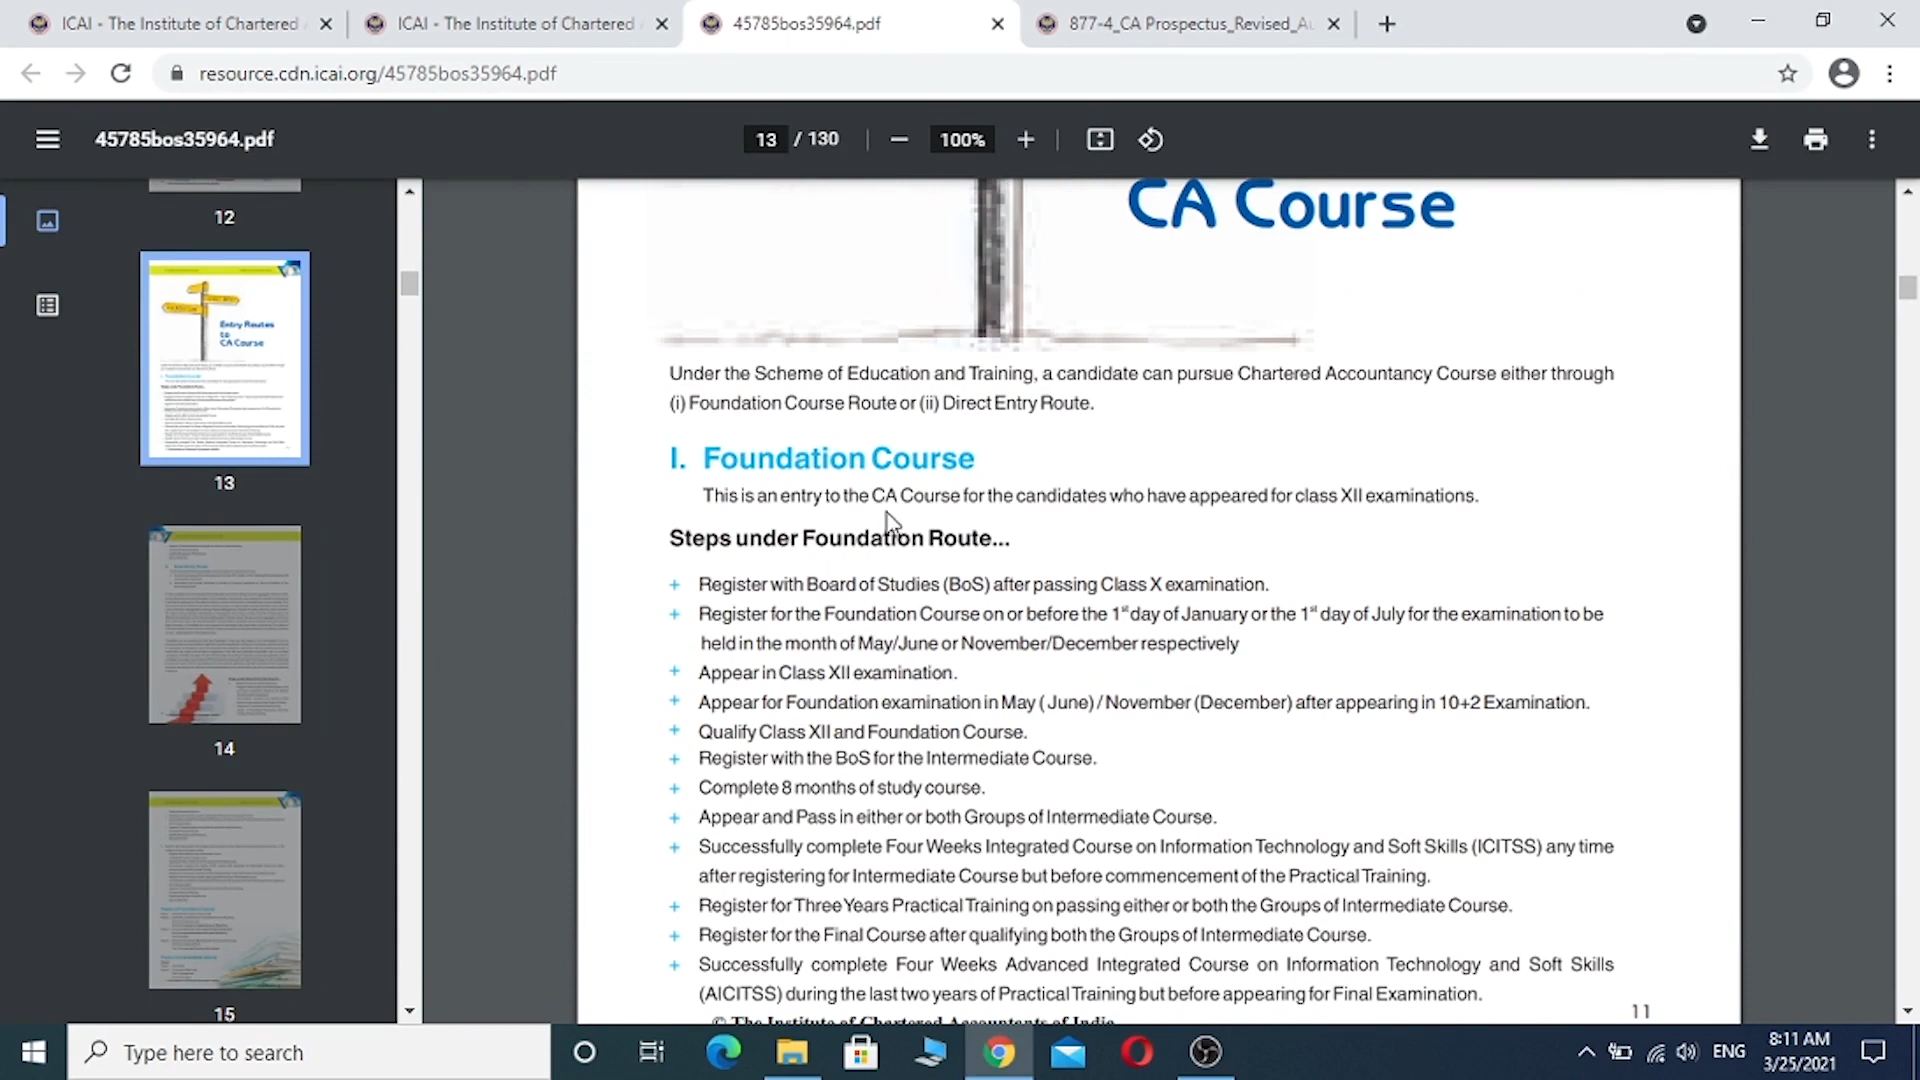 ICAI - The Institute of Chartered
ICAI - The Institute of Chartered
45785bos35964.pdf
877-4_CA Prospectus_Revised_Au
resource.cdn.icai.org/45785bos35964.pdf
45785bos35964.pdf
13 / 130
100%
12
Entry Routes
to
CA Course
13
14
15
CA Course
Under the Scheme of Education and Training, a candidate can pursue Chartered Accountancy Course either through
(i) Foundation Course Route or (ii) Direct Entry Route.
I. Foundation Course
This is an entry to the CA Course for the candidates who have appeared for class XII examinations.
Steps under Foundation Route...
+ Register with Board of Studies (BoS) after passing Class X examination.
+ Register for the Foundation Course on or before the 1st day of January or the 1st day of July for the examination to be
held in the month of May/June or November/December respectively
+ Appear in Class XII examination.
+ Appear for Foundation examination in May ( June) / November (December) after appearing in 10+2 Examination.
+ Qualify Class XII and Foundation Course.
+ Register with the BoS for the Intermediate Course.
+ Complete 8 months of study course.
+ Appear and Pass in either or both Groups of Intermediate Course.
+ Successfully complete Four Weeks Integrated Course on Information Technology and Soft Skills (ICITSS) any time
after registering for Intermediate Course but before commencement of the Practical Training.
+ Register for Three Years Practical Training on passing either or both the Groups of Intermediate Course.
+ Register for the Final Course after qualifying both the Groups of Intermediate Course.
+ Successfully complete Four Weeks Advanced Integrated Course on Information Technology and Soft Skills
(AICITSS) during the last two years of Practical Training but before appearing for Final Examination.
11
© The Institute of Chartered Accountants of India
Type here to search
ENG
8:11 AM
3/25/2021